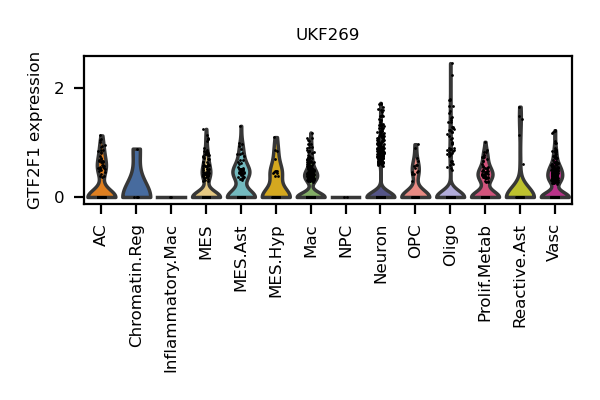 UKF269
GTF2F1 expression
2
0
AC
Chromatin.Reg
Inflammatory.Mac
MES
MES.Ast
MES.Hyp
Mac
NPC
Neuron
OPC
Oligo
Prolif.Metab
Reactive.Ast
Vasc